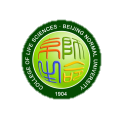 COLLEGE OF LIFE SCIENCES · BEIJING NORMAL UNIVERSITY
1904